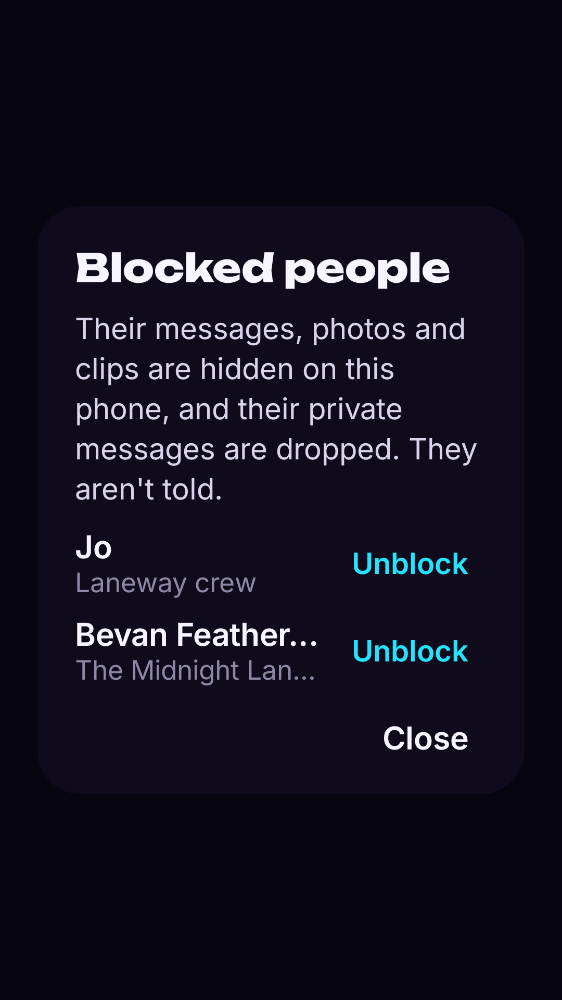 Blocked people
Their messages, photos and
clips are hidden on this
phone, and their private
messages are dropped. They
aren't told.
Jo
Laneway crew
Unblock
Bevan Feather...
The Midnight Lan...
Unblock
Close